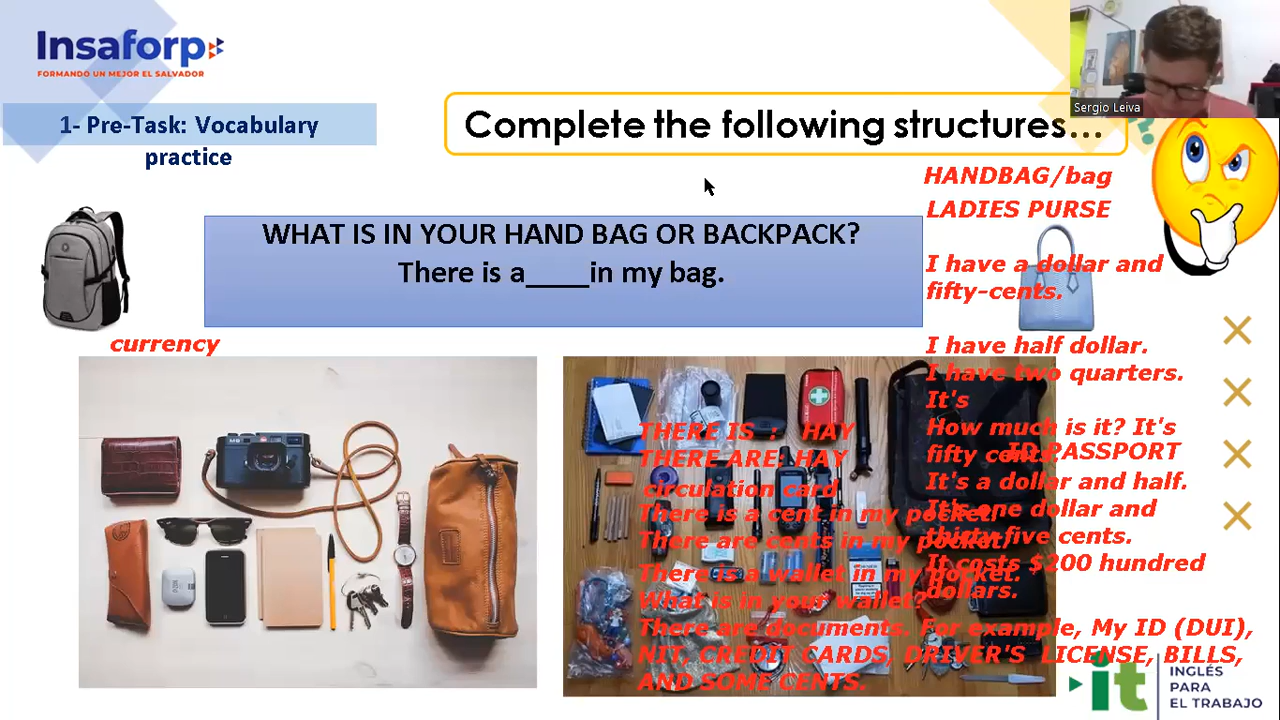 Insaforp
FORMANDO UN MEJOR EL SALVADOR
Sergio Leiva
1- Pre-Task: Vocabulary
practice
Complete the following structures...
HANDBAG/bag
LADIES PURSE
WHAT IS IN YOUR HAND BAG OR BACKPACK?
There is a____in my bag.
I have a dollar and
fifty-cents.
currency
I have half dollar.
I have two quarters.
It's
How much is it? It's
fifty cents.
ID PASSPORT
It's a dollar and half.
It's one dollar and
thirty five cents.
It costs $200 hundred
dollars.
THERE IS : HAY
THERE ARE: HAY
circulation card
There is a cent in my pocket.
There are cents in my pocket.
There is a wallet in my pocket.
What is in your wallet?
There are documents. For example, My ID (DUI),
NIT, CREDIT CARDS, DRIVER'S LICENSE, BILLS,
AND SOME CENTS.
it
INGLÉS
PARA
EL TRABAJO